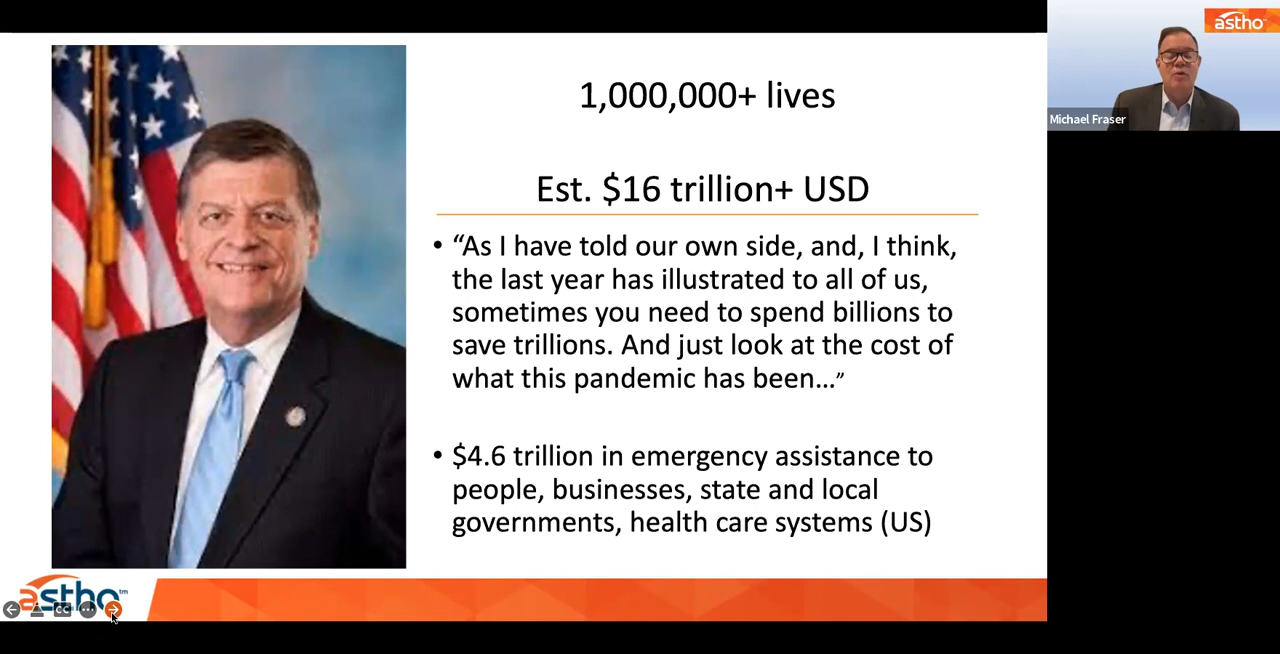 1,000,000+ lives
Est. $16 trillion+ USD
• “As I have told our own side, and, I think,
the last year has illustrated to all of us,
sometimes you need to spend billions to
save trillions. And just look at the cost of
what this pandemic has been…”
• $4.6 trillion in emergency assistance to
people, businesses, state and local
governments, health care systems (US)
astho™
CC
astho
Michael Fraser